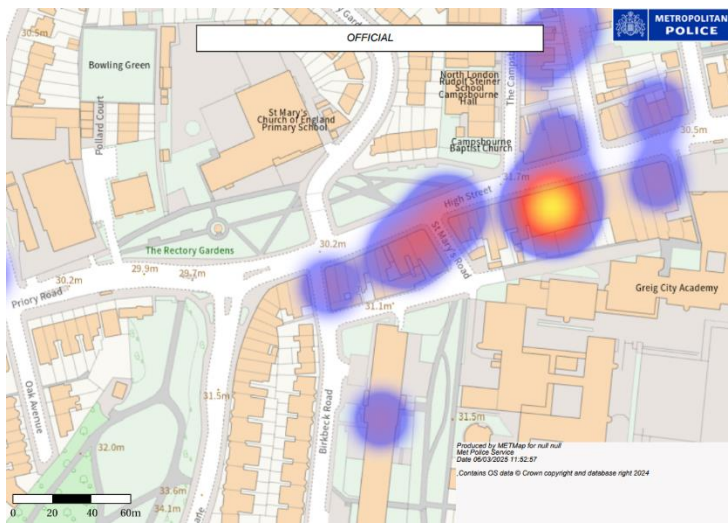 30.5m
OFFICIAL
METROPOLITAN
POLICE
Bowling Green
Pollard Court
St Mary's
Church of England
Primary School
North London
Rudolf Steiner
School
Campsbourne
Hall
The Campsb
Campsbourne
Baptist Church
30.5m
31.7m
High Street
The Rectory Gardens
30.2m
St Mary's Road
30.2m
29.9m
29.7m
Priory Road
31.1m
Greig City Academy
Oak Avenue
31.5m
Birkbeck Road
31.5m
32.0m
33.6m
34.1m
0 20 40 60m
Produced by METMap for null null
Met Police Service
Date 06/03/2025 11:52:57
Contains OS data © Crown copyright and database right 2024